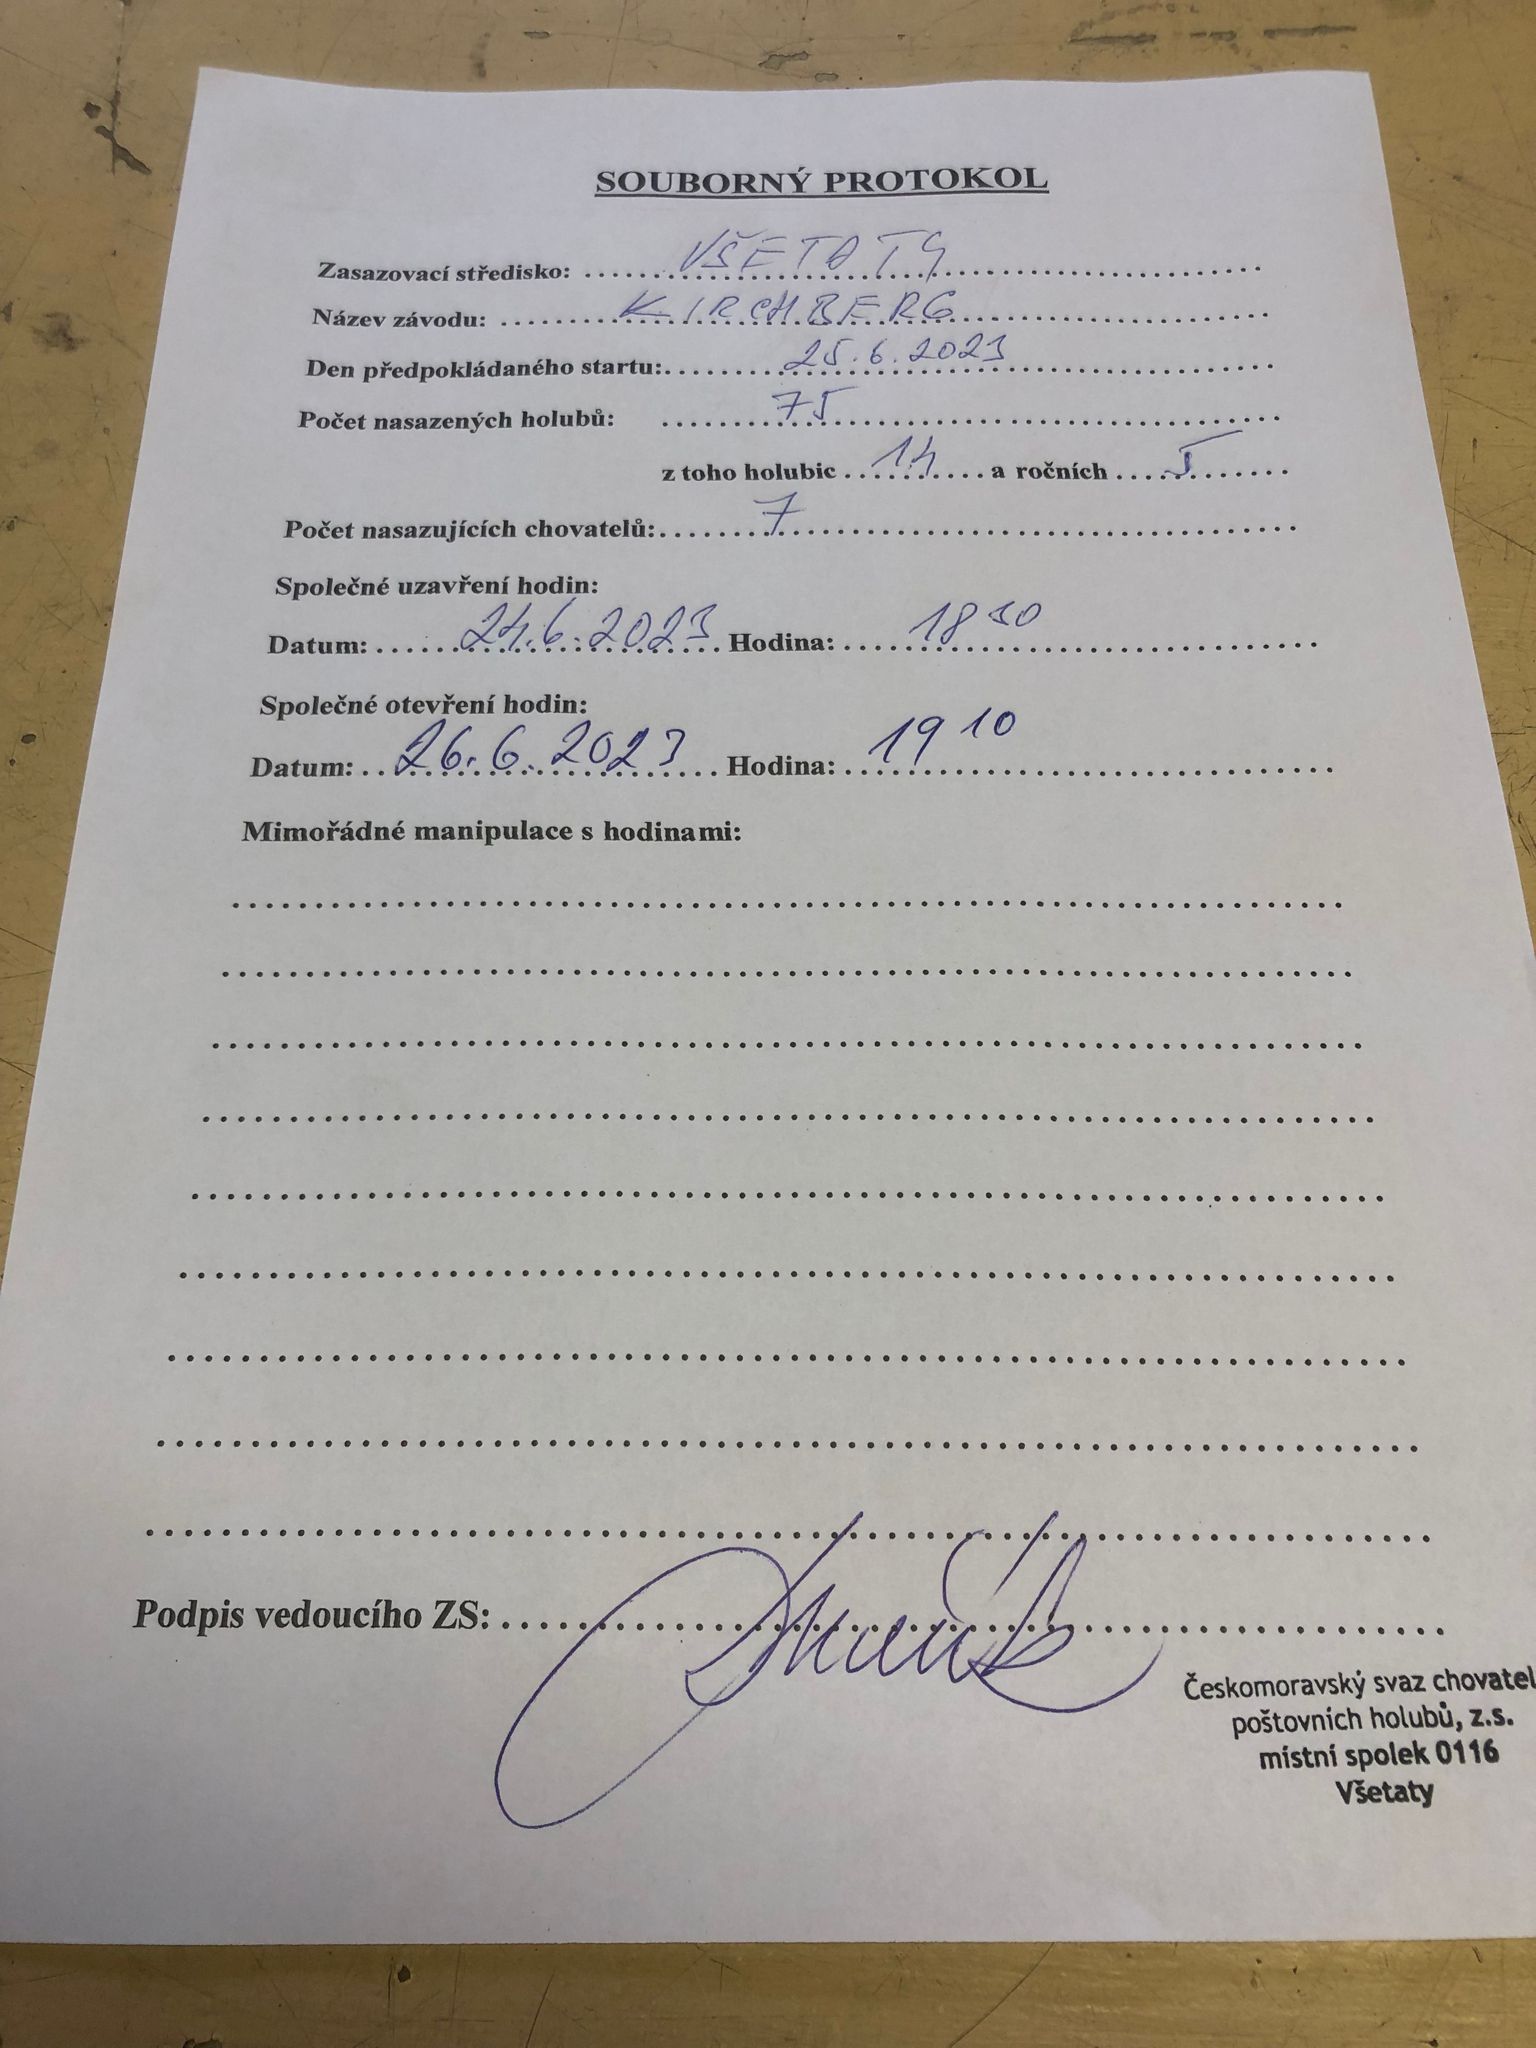 SOUBORNÝ PROTOKOL
Zasazovací středisko: VŠETATY
Název závodu: KIRCHBERG
Den předpokládaného startu: 25.6.2023
Počet nasazených holubů: 75
z toho holubic 14 a ročních 5
Počet nasazujících chovatelů: 7
Společné uzavření hodin:
Datum: 24.6.2023 Hodina: 18 30
Společné otevření hodin:
Datum: 26.6.2023 Hodina: 19 10
Mimořádné manipulace s hodinami:
Podpis vedoucího ZS:
Českomoravský svaz chovatel
poštovních holubů, z.s.
místní spolek 0116
Všetaty